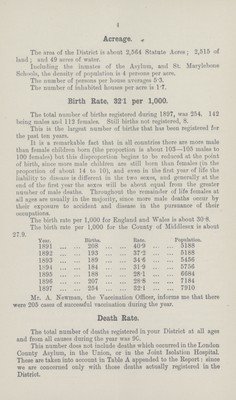 4
Acreage.
The area of the District is about 2,564 Statute Acres; 2,515 of
land; and 49 acres of water.
Including the inmates of the Asylum, and St. Marylebone
Schools, the density of population is 4 persons per acre.
The number of persons per house averages 5·3.
The number of inhabited houses per acre is 1·7.
Birth Rate, 32·1 per 1,000.
The total number of births registered during 1897, was 254. 142
being males and 112 females. Still births not registered, 8.
This is the largest number of births that has been registered for
the past ten years.
It is a remarkable fact that in all countries there are more male
than female children born (the proportion is about 103—105 males to
100 females) but this disproportion begins to be reduced at the point
of birth, since more male children are still born than females (in the
proportion of about 14 to 10), and even in the first year of life the
liability to disease is different in the two sexes, and generally at the
end of the first year the sexes will be about equal from the greater
number of male deaths. Throughout the remainder of life females at
all ages are usually in the majority, since more male deaths occur by
their exposure to accident and disease in the pursuance of their
occupations.
The birth rate per 1,000 for England and Wales is about 30·8.
The birth rate per 1,000 for the County of Middlesex is about
27.9.
Year. Births. Rate. Population.
1891 ... ... 208 ... ... 40·9 ... ... 5188
1892 ... ... 193 ... ... 37·2 ... ... 5188
1893 ... ... 189 ... ... 34·6 ... ... 5456
1894 ... ... 184 ... ... 31·9 ... ... 5756
1895 ... ... 188 ... ... 28·1 ... ... 6684
1896 ... ... 207 ... ... 28·8 ... ... 7184
1897 ... ... 254 ... ... 32·1 ... ... 7910
Mr. A. Newman, the Vaccination Officer, informs me that there
were 205 cases of successful vaccination during the year.
Death Rate.
The total number of deaths registered in your District at all ages
and from all causes during the year was 90.
This number does not include deaths which occurred in the London
County Asylum, in the Union, or in the Joint Isolation Hospital.
These are taken into account in Table A appended to the Report: since
we are concerned only with those deaths actually registered in the
District.